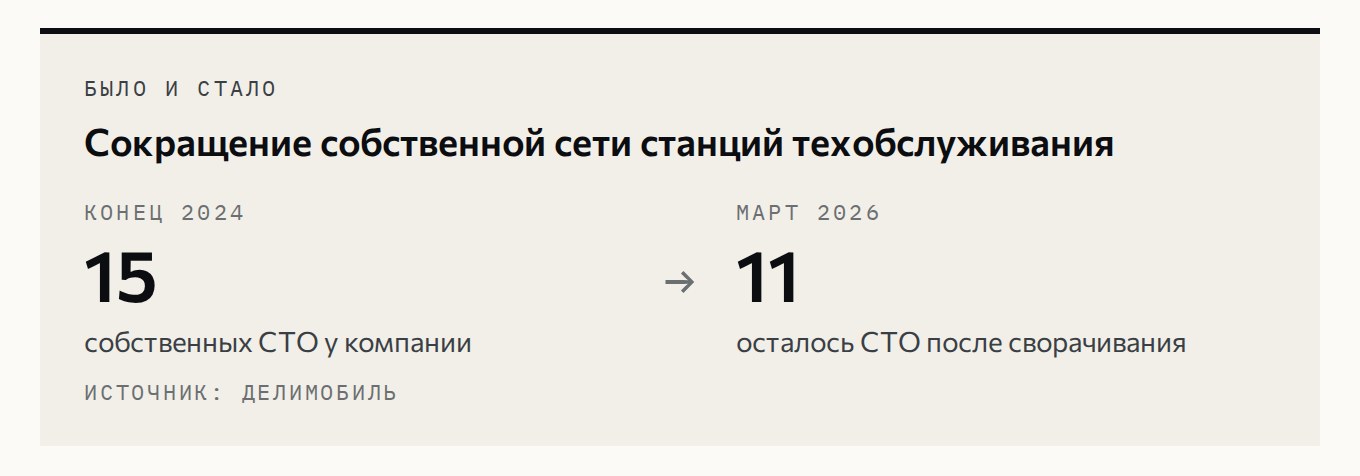 БЫЛО И СТАЛО
Сокращение собственной сети станций техобслуживания
КОНЕЦ 2024
15
собственных СТО у компании
→
МАРТ 2026
11
осталось СТО после сворачивания
ИСТОЧНИК: ДЕЛИМОБИЛЬ